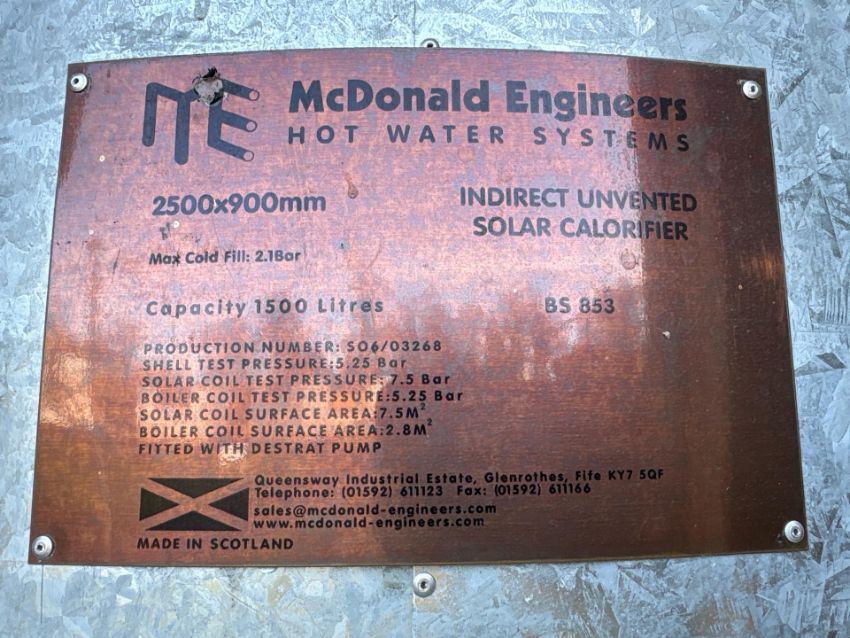 ME McDonald Engineers
HOT WATER SYSTEMS
2500x900mm
INDIRECT UNVENTED
SOLAR CALORIFIER
Max Cold Fill: 2.1Bar
Capacity 1500 Litres
BS 853
PRODUCTION NUMBER: SO6/03268
SHELL TEST PRESSURE:5.25 Bar
SOLAR COIL TEST PRESSURE: 7.5 Bar
BOILER COIL TEST PRESSURE:5.25 Bar
SOLAR COIL SURFACE AREA:7.5M²
BOILER COIL SURFACE AREA:2.8M²
FITTED WITH DESTRAT PUMP
Queensway Industrial Estate, Glenrothes, Fife KY7 5QF
Telephone: (01592) 611123 Fax: (01592) 611166
sales@mcdonald-engineers.com
www.mcdonald-engineers.com
MADE IN SCOTLAND